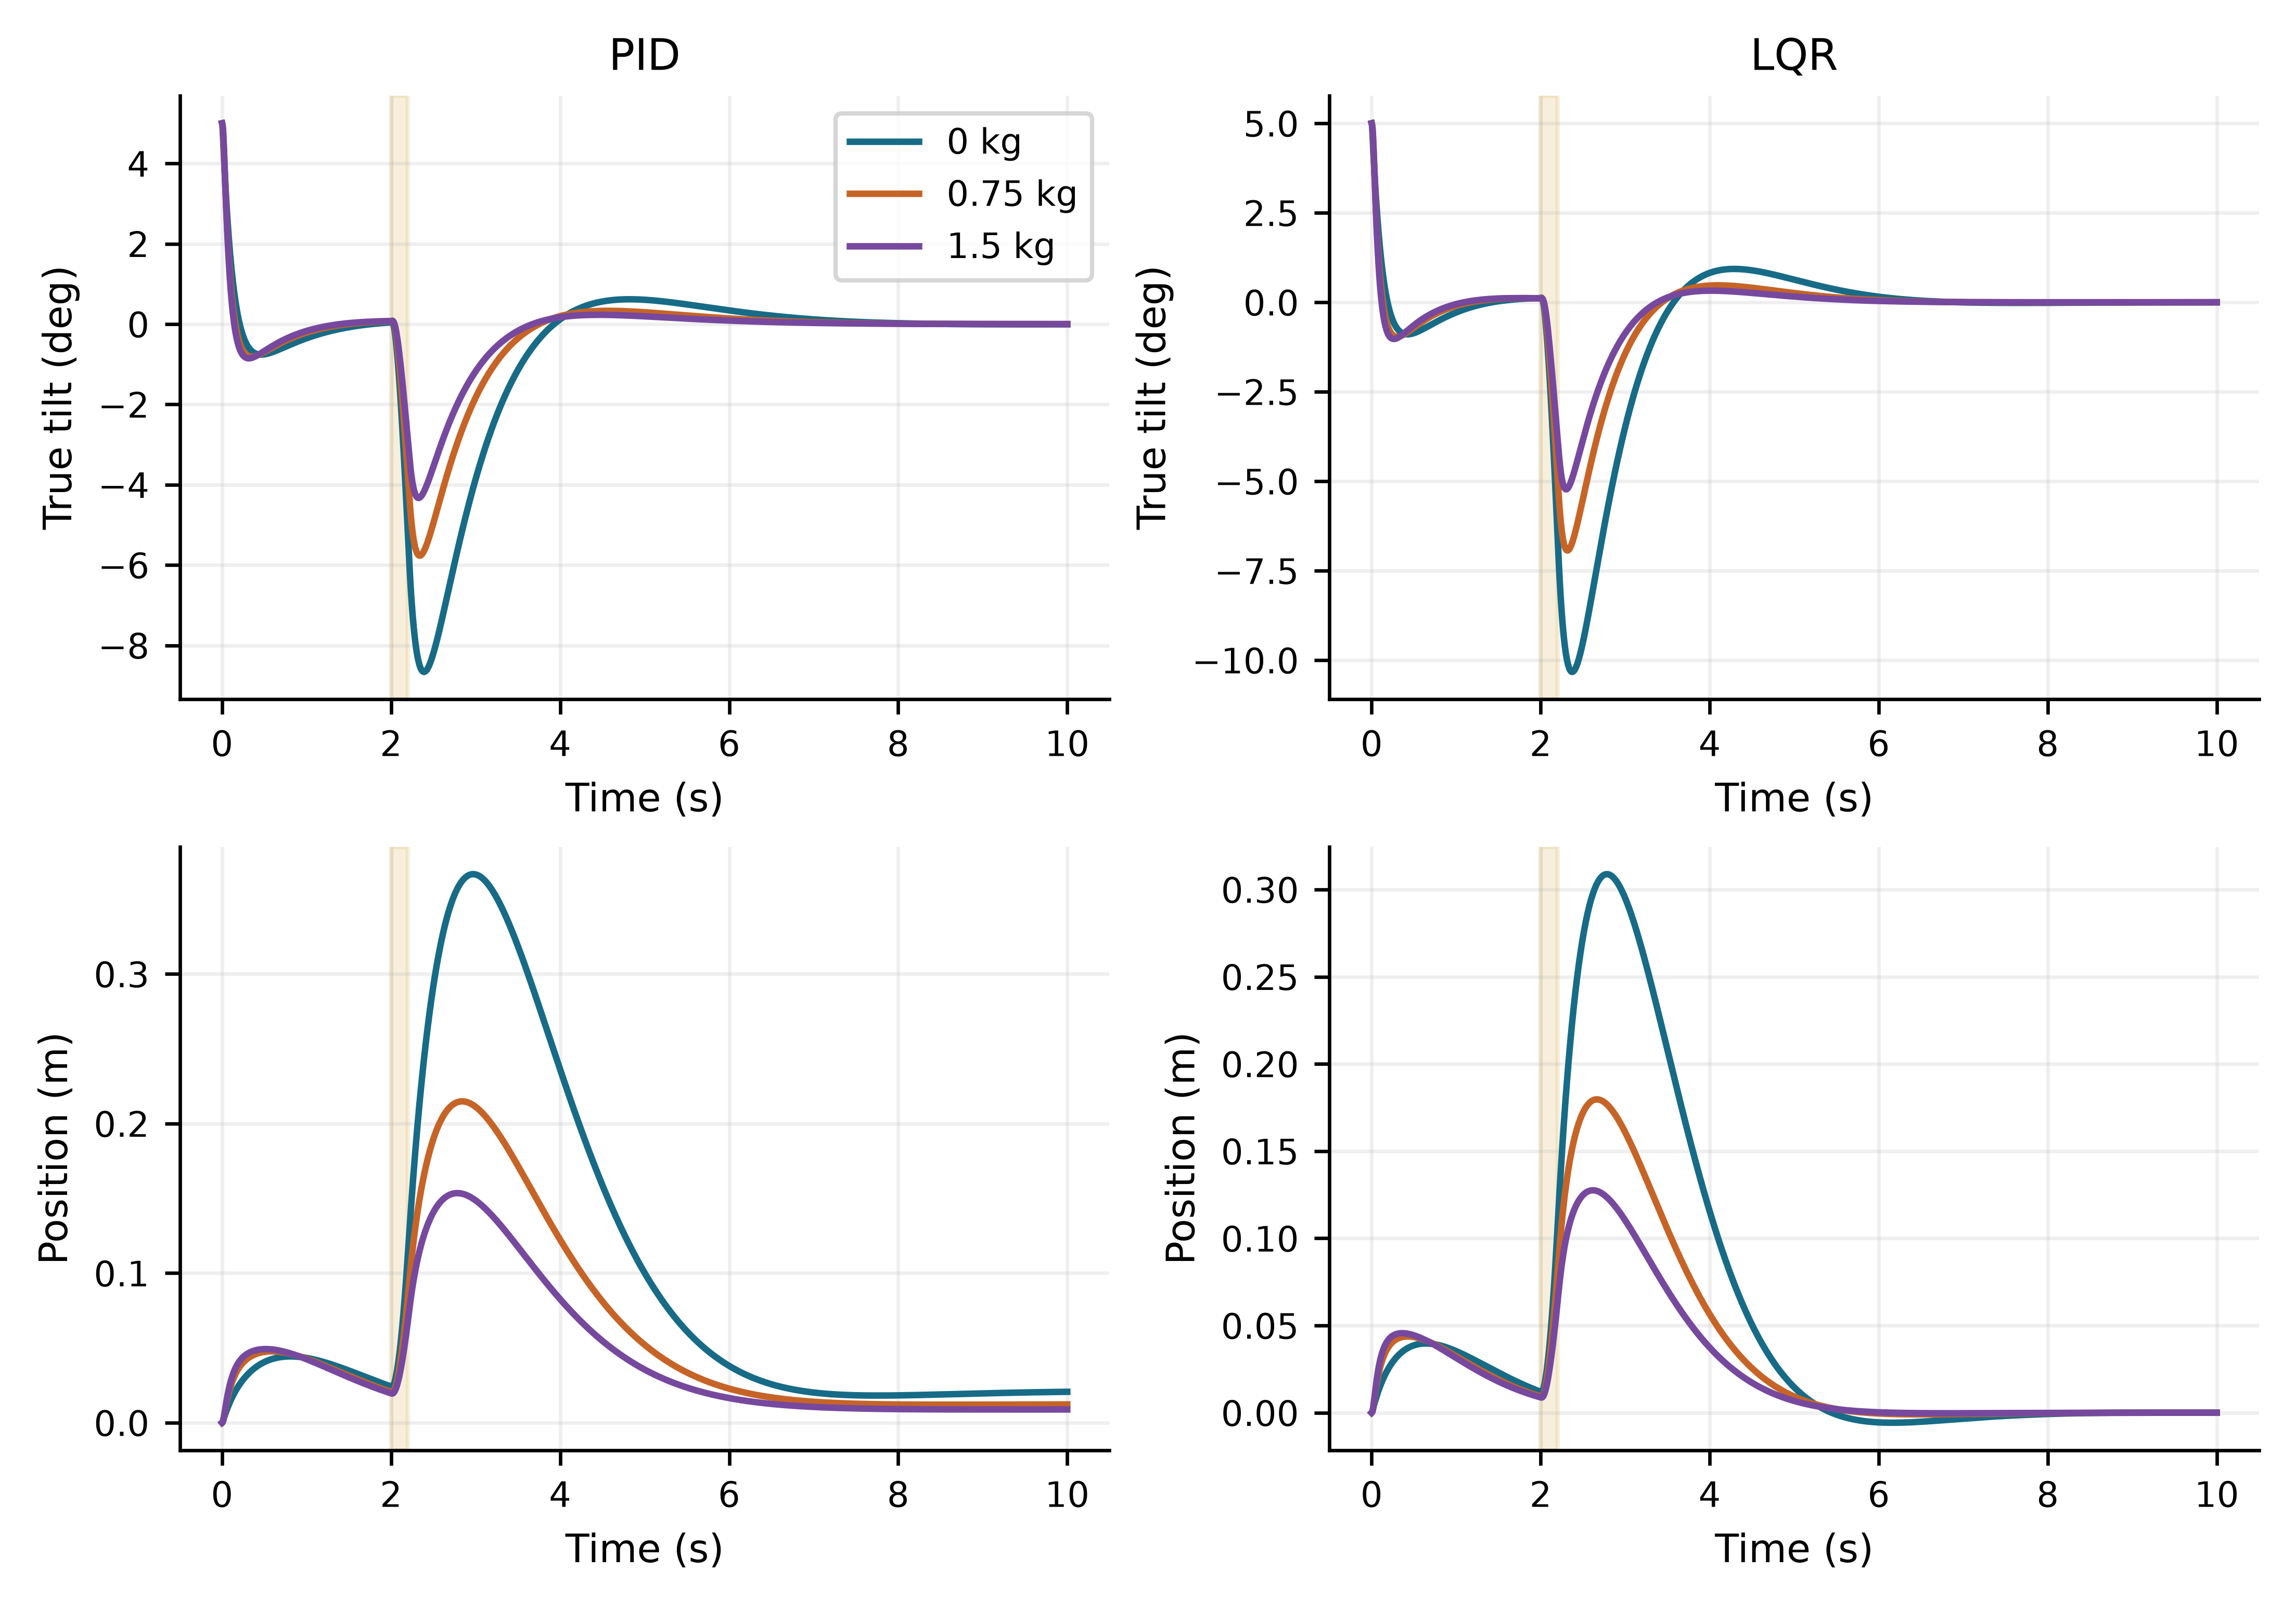 PID
True tilt (deg)
4
2
0
−2
−4
−6
−8
0 kg
0.75 kg
1.5 kg
0 2 4 6 8 10
Time (s)
LQR
True tilt (deg)
5.0
2.5
0.0
−2.5
−5.0
−7.5
−10.0
0 2 4 6 8 10
Time (s)
Position (m)
0.3
0.2
0.1
0.0
0 2 4 6 8 10
Time (s)
Position (m)
0.30
0.25
0.20
0.15
0.10
0.05
0.00
0 2 4 6 8 10
Time (s)